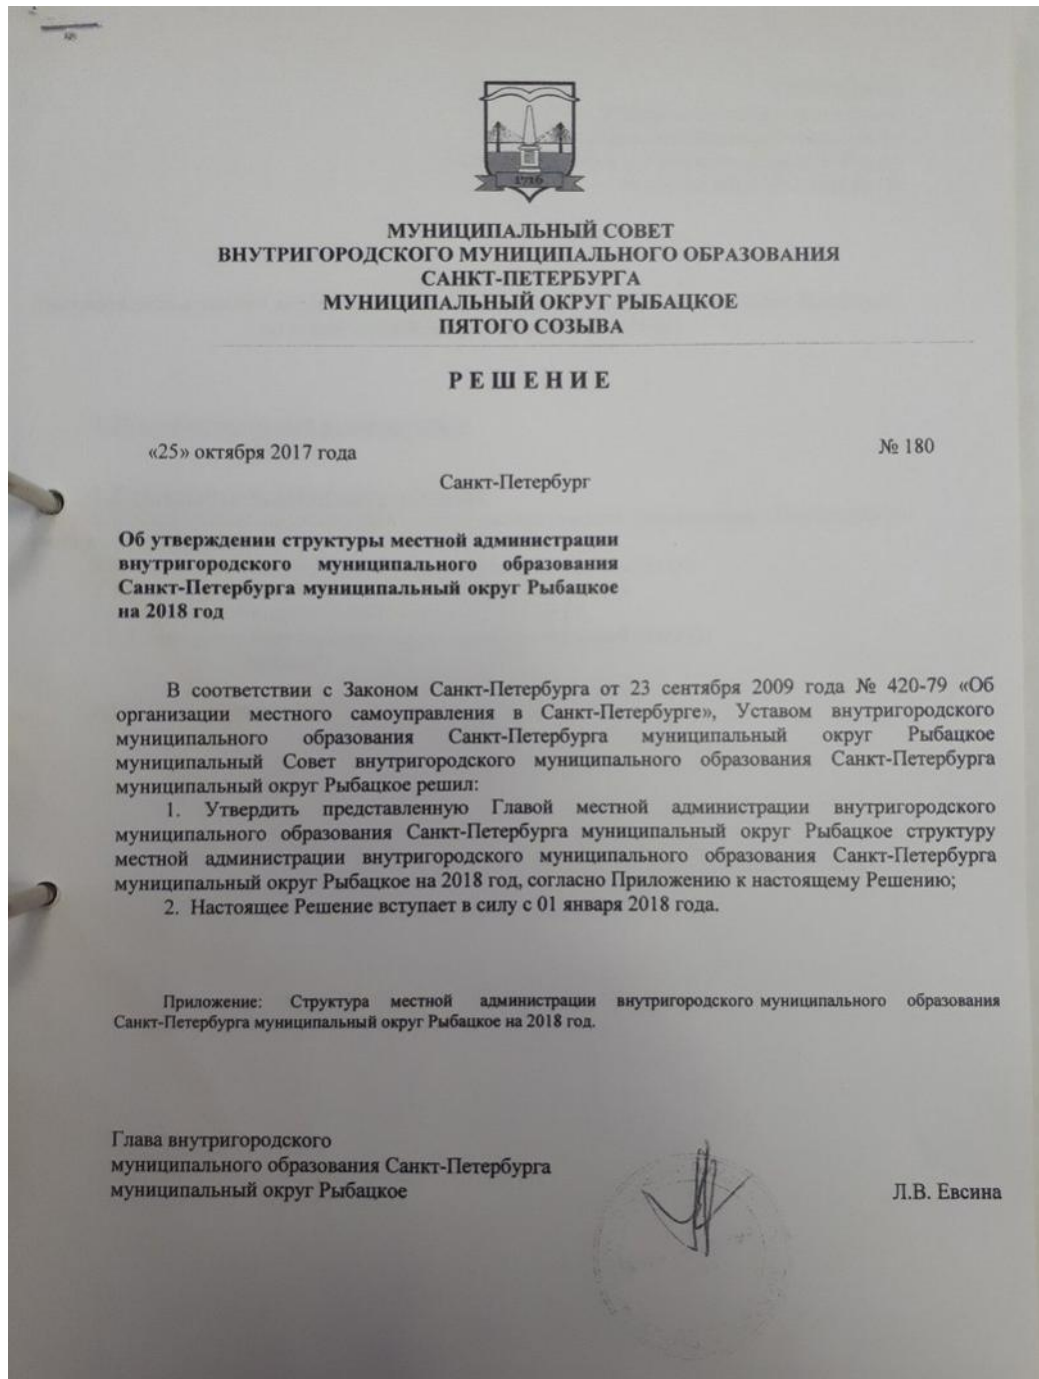 1716
МУНИЦИПАЛЬНЫЙ СОВЕТ
ВНУТРИГОРОДСКОГО МУНИЦИПАЛЬНОГО ОБРАЗОВАНИЯ
САНКТ-ПЕТЕРБУРГА
МУНИЦИПАЛЬНЫЙ ОКРУГ РЫБАЦКОЕ
ПЯТОГО СОЗЫВА
Р Е Ш Е Н И Е
«25» октября 2017 года № 180
Санкт-Петербург
Об утверждении структуры местной администрации
внутригородского муниципального образования
Санкт-Петербурга муниципальный округ Рыбацкое
на 2018 год
В соответствии с Законом Санкт-Петербурга от 23 сентября 2009 года № 420-79 «Об
организации местного самоуправления в Санкт-Петербурге», Уставом внутригородского
муниципального образования Санкт-Петербурга муниципальный округ Рыбацкое
муниципальный Совет внутригородского муниципального образования Санкт-Петербурга
муниципальный округ Рыбацкое решил:
1. Утвердить представленную Главой местной администрации внутригородского
муниципального образования Санкт-Петербурга муниципальный округ Рыбацкое структуру
местной администрации внутригородского муниципального образования Санкт-Петербурга
муниципальный округ Рыбацкое на 2018 год, согласно Приложению к настоящему Решению;
2. Настоящее Решение вступает в силу с 01 января 2018 года.
Приложение: Структура местной администрации внутригородского муниципального образования
Санкт-Петербурга муниципальный округ Рыбацкое на 2018 год.
Глава внутригородского
муниципального образования Санкт-Петербурга
муниципальный округ Рыбацкое Л.В. Евсина